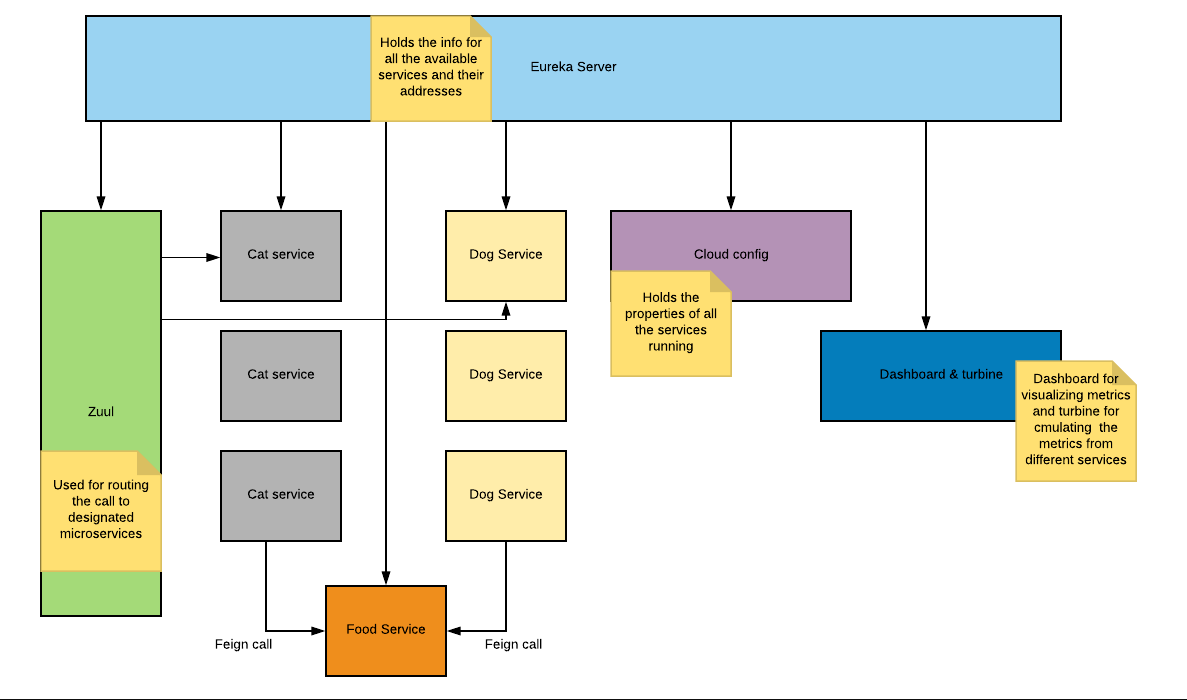 Holds the info for
all the available
services and their
addresses
Eureka Server
Cat service
Dog Service
Cloud config
Holds the
properties of all
the services
running
Cat service
Dog Service
Dashboard & turbine
Dashboard for
visualizing metrics
and turbine for
cmulating  the
metrics from
different services
Zuul
Used for routing
the call to
designated
microservices
Cat service
Dog Service
Food Service
Feign call
Feign call